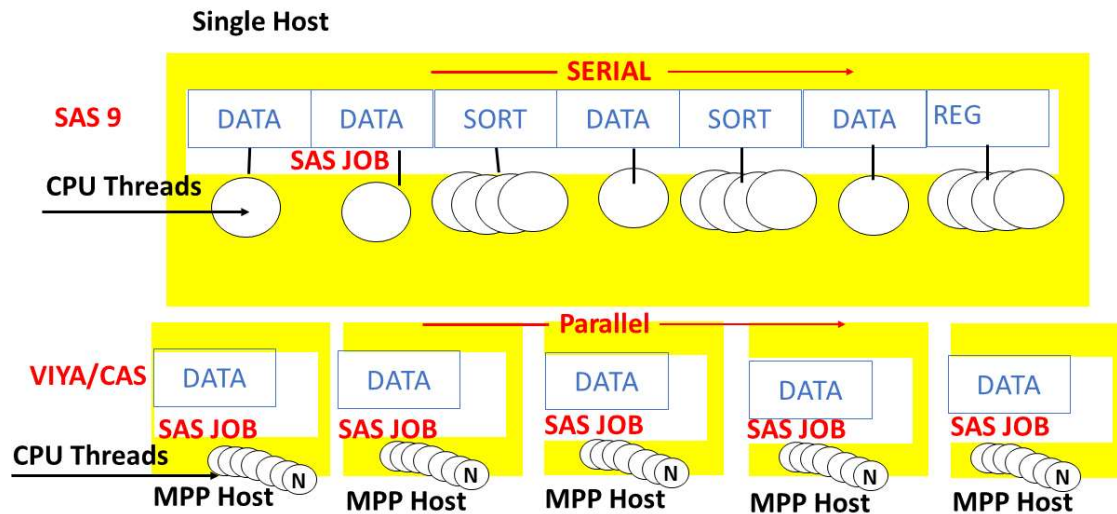 Single Host
SERIAL
SAS 9
DATA DATA SORT DATA SORT DATA REG
SAS JOB
CPU Threads
Parallel
VIYA/CAS
DATA DATA DATA DATA DATA
SAS JOB SAS JOB SAS JOB SAS JOB SAS JOB
CPU Threads
N N N N N
MPP Host MPP Host MPP Host MPP Host MPP Host